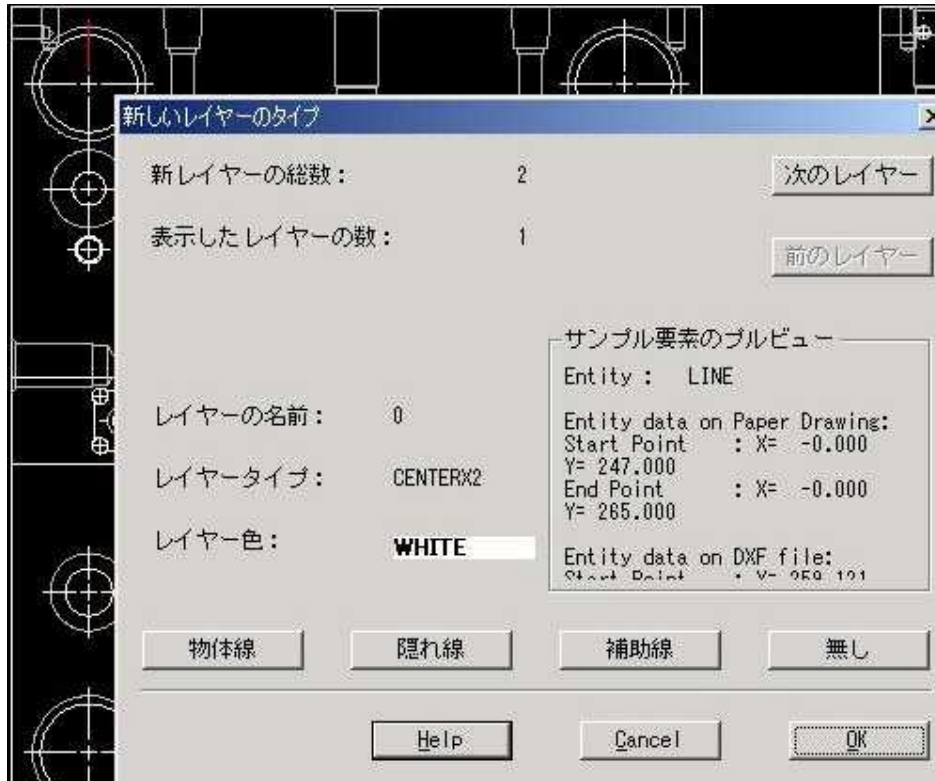 新しいレイヤーのタイプ
新レイヤーの総数： 2
次のレイヤー
表示したレイヤーの数： 1
前のレイヤー
サンプル要素のプルビュー
Entity : LINE
Entity data on Paper Drawing:
Start Point : X= -0.000
Y= 247.000
End Point : X= -0.000
Y= 265.000
Entity data on DXF file:
Start Point : X= 259.121
レイヤーの名前： 0
レイヤータイプ： CENTERX2
レイヤー色： WHITE
物体線 隠れ線 補助線 無し
Help Cancel OK